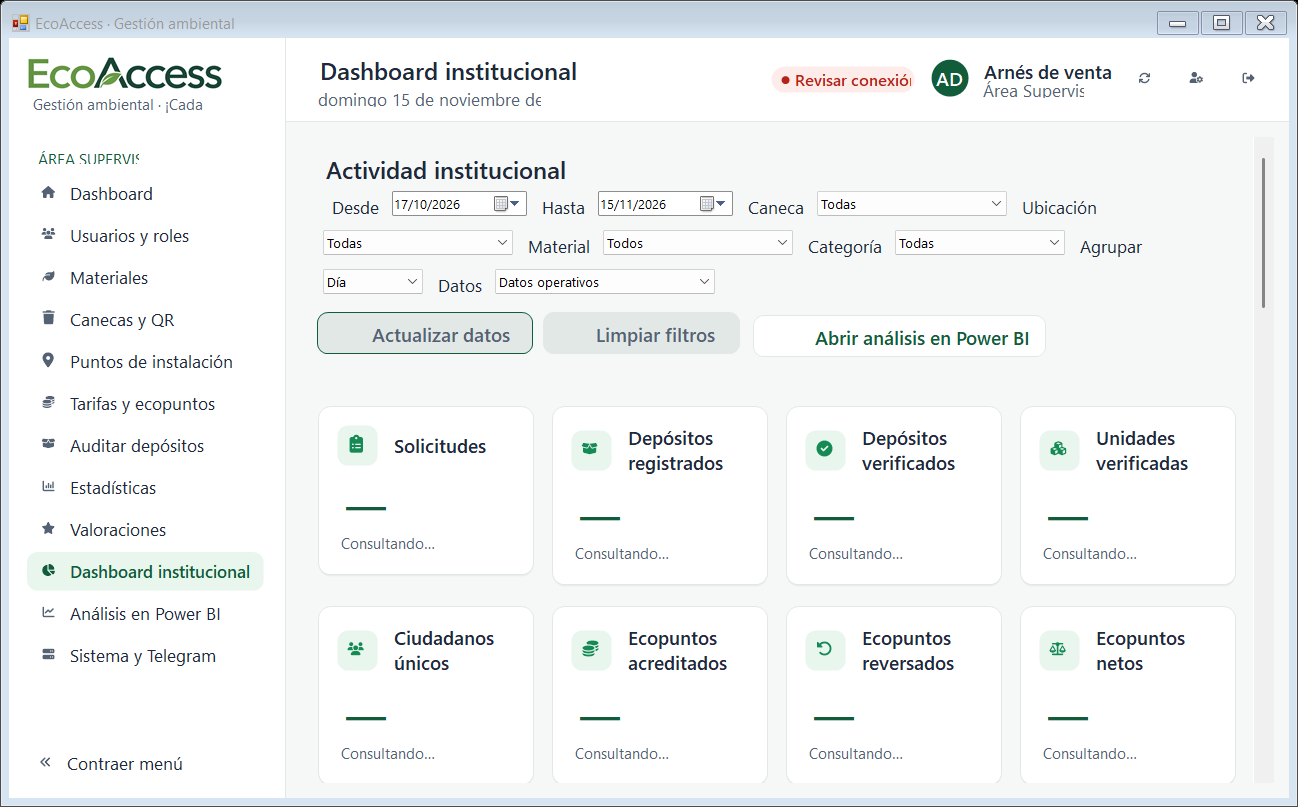 EcoAccess · Gestión ambiental
EcoAccess
Gestión ambiental · ¡Cada
Dashboard institucional
domingo 15 de noviembre de
Revisar conexió
AD
Arnés de venta
Área Supervis
ÁREA SUPERVIS
Dashboard
Usuarios y roles
Materiales
Canecas y QR
Puntos de instalación
Tarifas y ecopuntos
Auditar depósitos
Estadísticas
Valoraciones
Dashboard institucional
Análisis en Power BI
Sistema y Telegram
Contraer menú
Actividad institucional
Desde 17/10/2026 Hasta 15/11/2026 Caneca Todas Ubicación
Todas Material Todos Categoría Todas Agrupar
Día Datos Datos operativos
Actualizar datos Limpiar filtros Abrir análisis en Power BI
Solicitudes
Consultando...
Depósitos
registrados
Consultando...
Depósitos
verificados
Consultando...
Unidades
verificadas
Consultando...
Ciudadanos
únicos
Consultando...
Ecopuntos
acreditados
Consultando...
Ecopuntos
reversados
Consultando...
Ecopuntos
netos
Consultando...